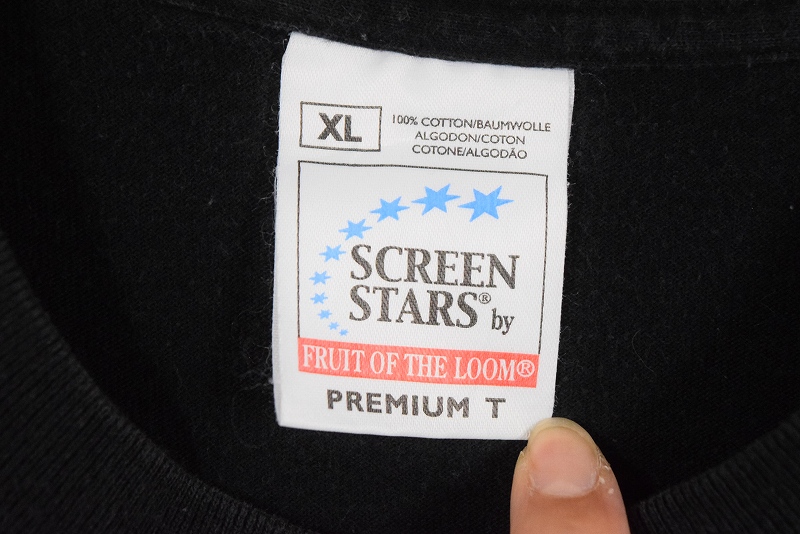 XL
100% COTTON/BAUMWOLLE
ALGODON/COTON
COTONE/ALGODÃO
SCREEN
STARS® by
FRUIT OF THE LOOM®
PREMIUM T